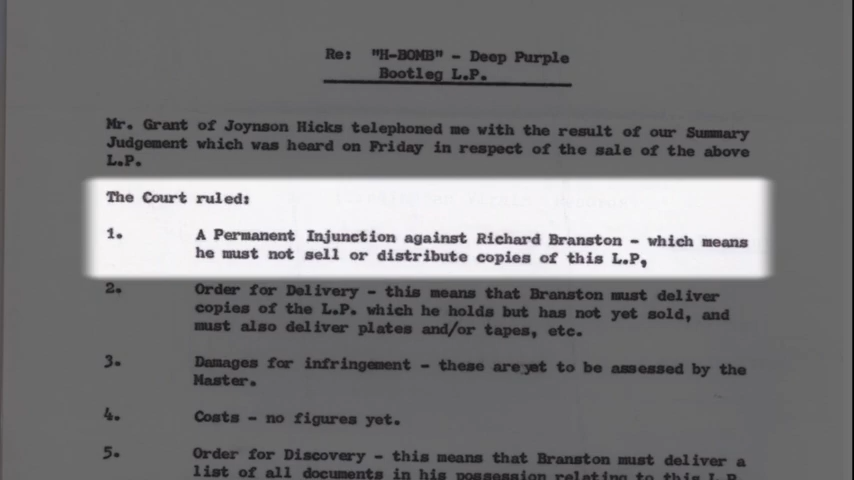 Re: "H-BOMB" - Deep Purple
Bootleg L.P.
Mr. Grant of Joynson Hicks telephoned me with the result of our Summary
Judgement which was heard on Friday in respect of the sale of the above
L.P.
The Court ruled:
1. A Permanent Injunction against Richard Branston - which means
he must not sell or distribute copies of this L.P,
2. Order for Delivery - this means that Branston must deliver
copies of the L.P. which he holds but has not yet sold, and
must also deliver plates and/or tapes, etc.
3. Damages for infringement - these are yet to be assessed by the
Master.
4. Costs - no figures yet.
5. Order for Discovery - this means that Branston must deliver a
list of all documents in his possession relating to this L.P.